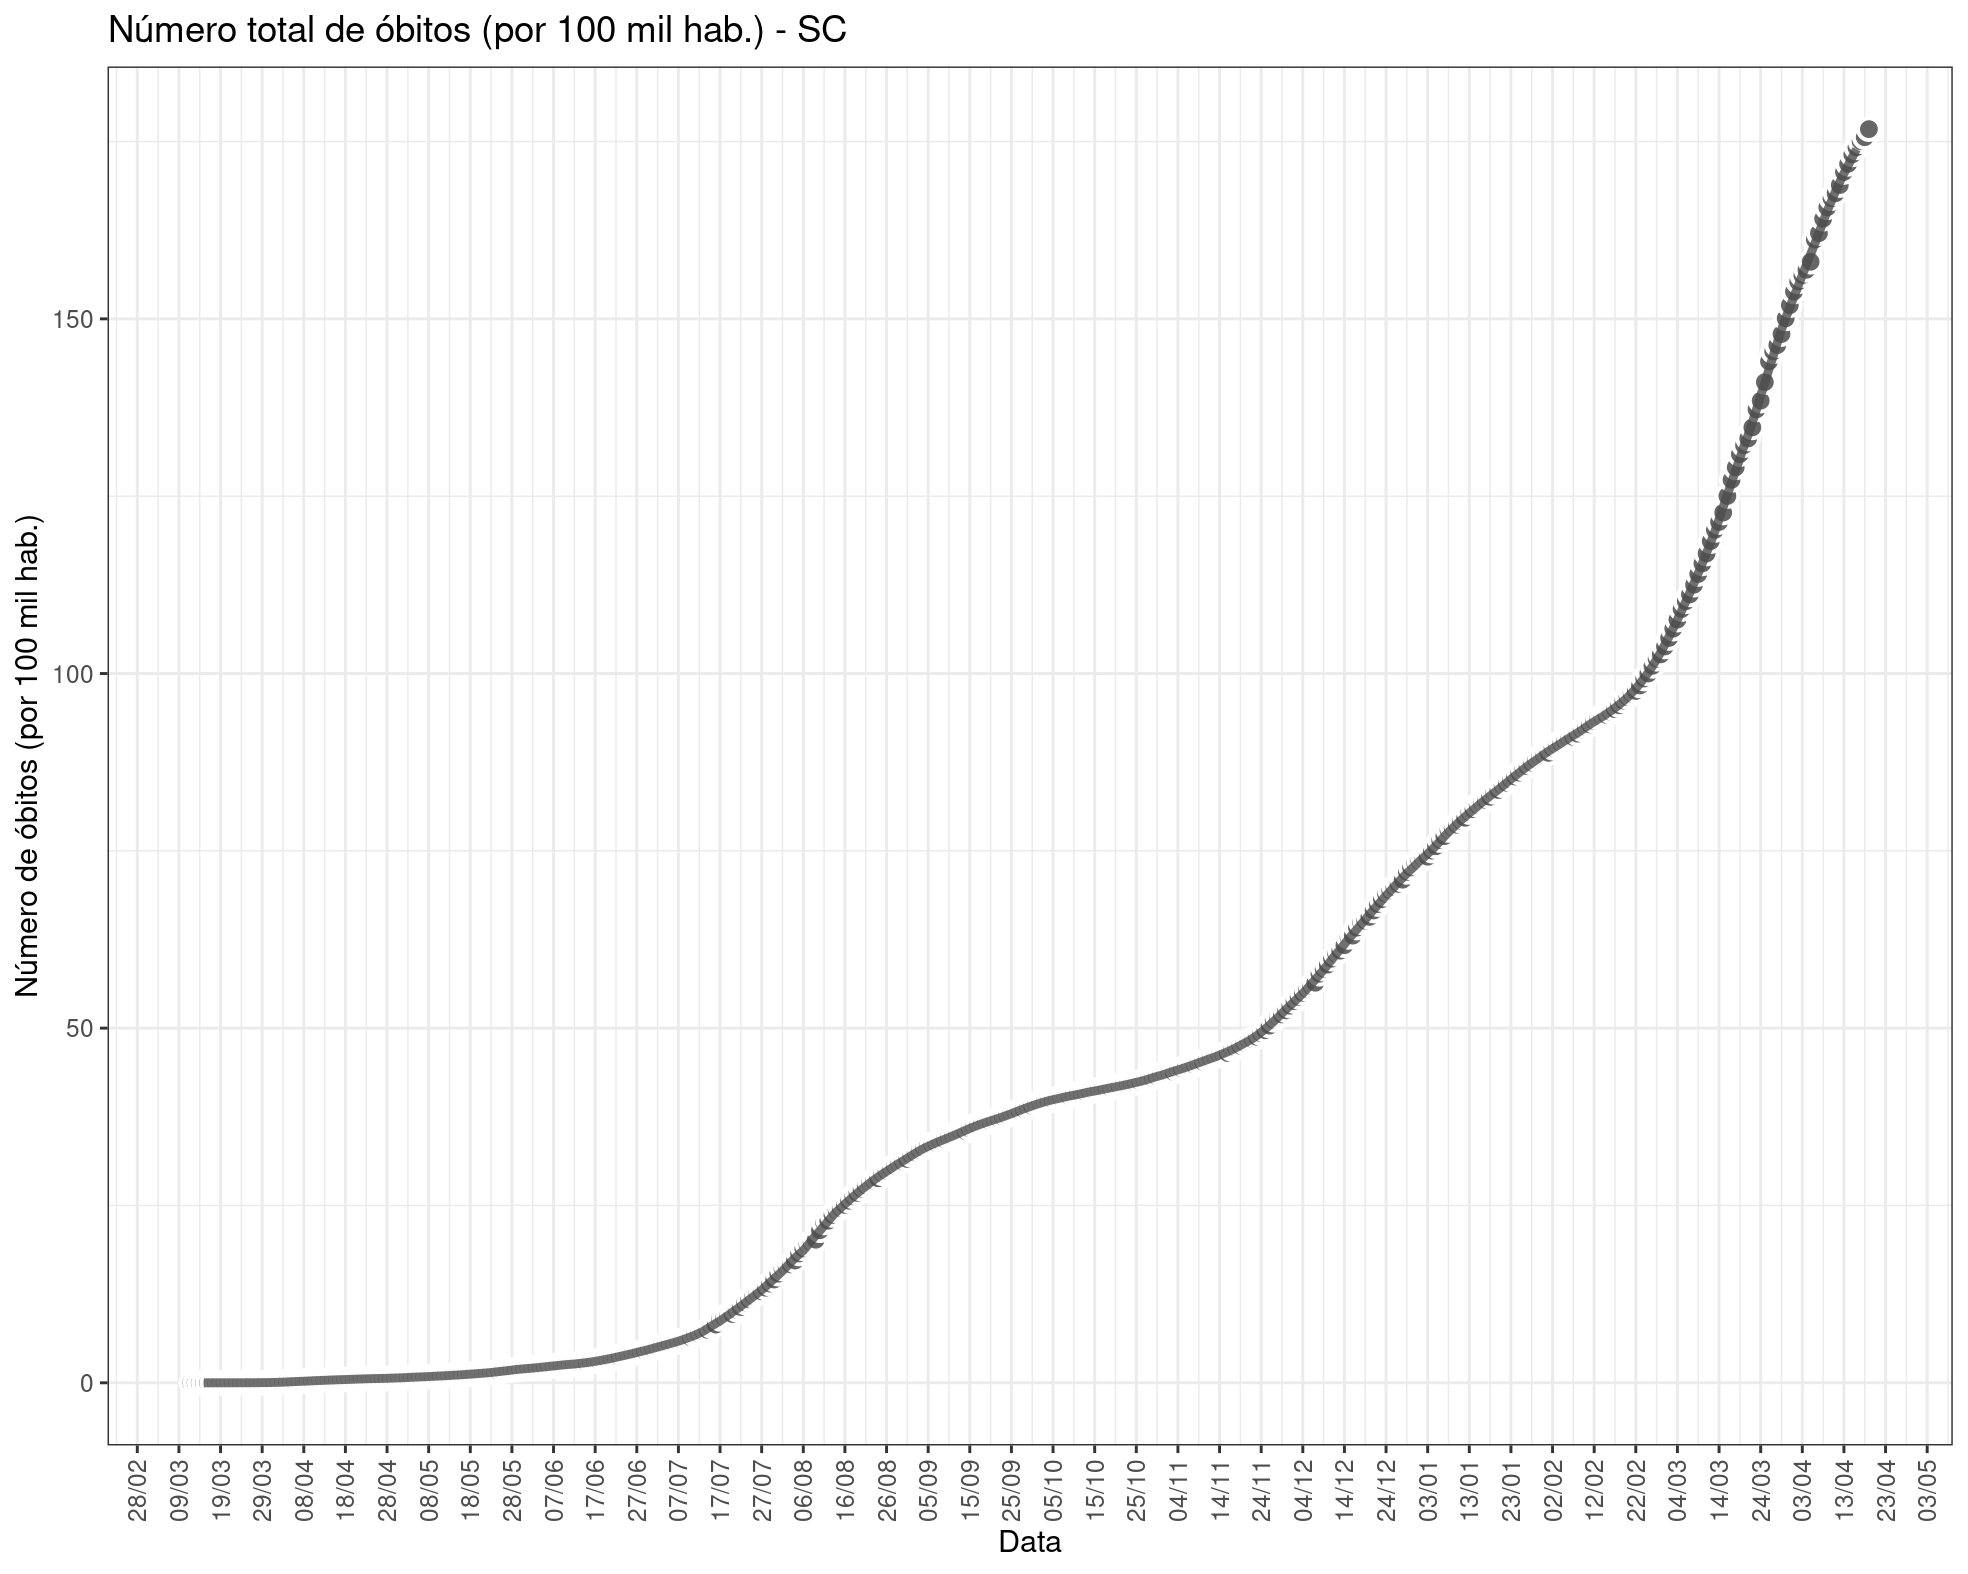 Número total de óbitos (por 100 mil hab.) - SC
Número de óbitos (por 100 mil hab.)
150
100
50
0
28/02 09/03 19/03 29/03 08/04 18/04 28/04 08/05 18/05 28/05 07/06 17/06 27/06 07/07 17/07 27/07 06/08 16/08 26/08 05/09 15/09 25/09 05/10 15/10 25/10 04/11 14/11 24/11 04/12 14/12 24/12 03/01 13/01 23/01 02/02 12/02 22/02 04/03 14/03 24/03 03/04 13/04 23/04 03/05
Data